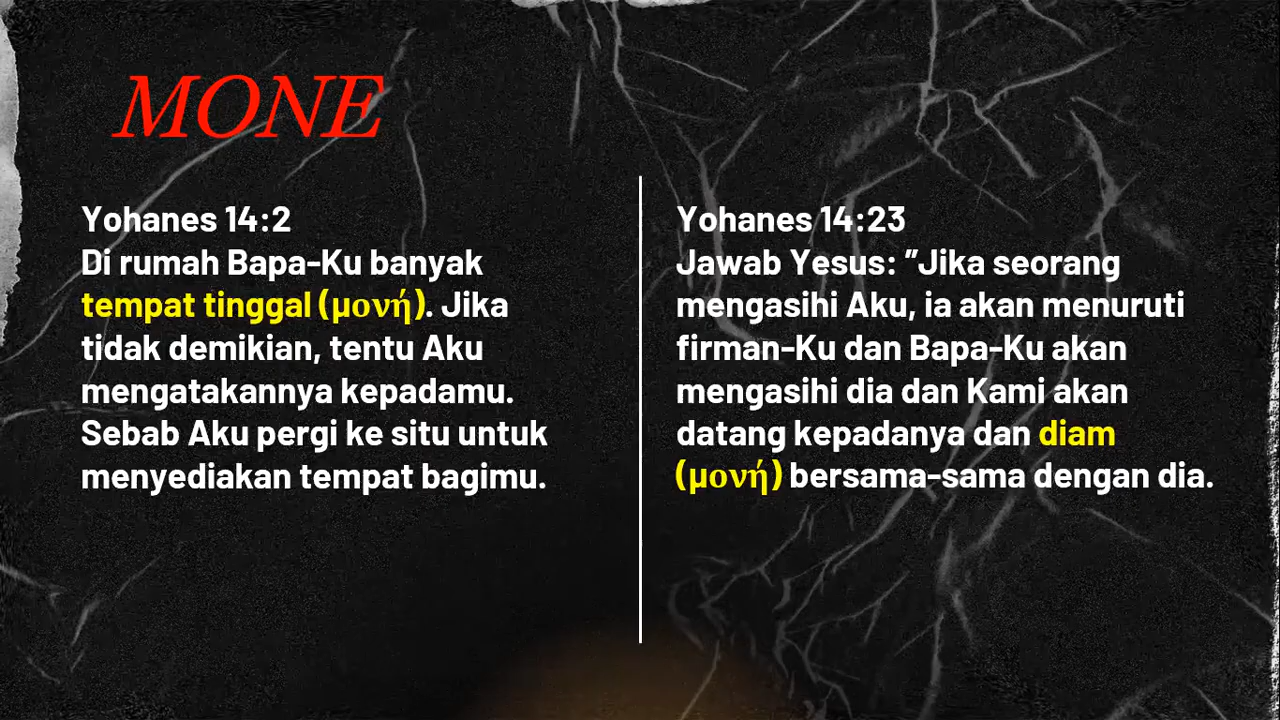 MONE
Yohanes 14:2
Di rumah Bapa-Ku banyak
tempat tinggal (μονή). Jika
tidak demikian, tentu Aku
mengatakannya kepadamu.
Sebab Aku pergi ke situ untuk
menyediakan tempat bagimu.
Yohanes 14:23
Jawab Yesus: ”Jika seorang
mengasihi Aku, ia akan menuruti
firman-Ku dan Bapa-Ku akan
mengasihi dia dan Kami akan
datang kepadanya dan diam
(μονή) bersama-sama dengan dia.